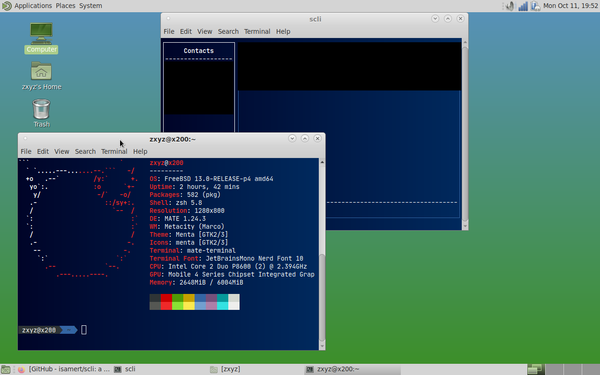 Applications Places System
Mon Oct 11, 19:52
Computer
zxyz's Home
Trash
scli
File Edit View Search Terminal Help
Contacts
zxyz@x200:~
File Edit View Search Terminal Help
zxyz@x200
---------
OS: FreeBSD 13.0-RELEASE-p4 amd64
Uptime: 2 hours, 42 mins
Packages: 582 (pkg)
Shell: zsh 5.8
Resolution: 1280x800
DE: MATE 1.24.3
WM: Metacity (Marco)
Theme: Menta [GTK2/3]
Icons: menta [GTK2/3]
Terminal: mate-terminal
Terminal Font: JetBrainsMono Nerd Font 10
CPU: Intel Core 2 Duo P8600 (2) @ 2.394GHz
GPU: Mobile 4 Series Chipset Integrated Grap
Memory: 2648MiB / 6004MiB
zxyz@x200 ~
[GitHub - isamert/scli: a ...
scli
[zxyz]
zxyz@x200:~